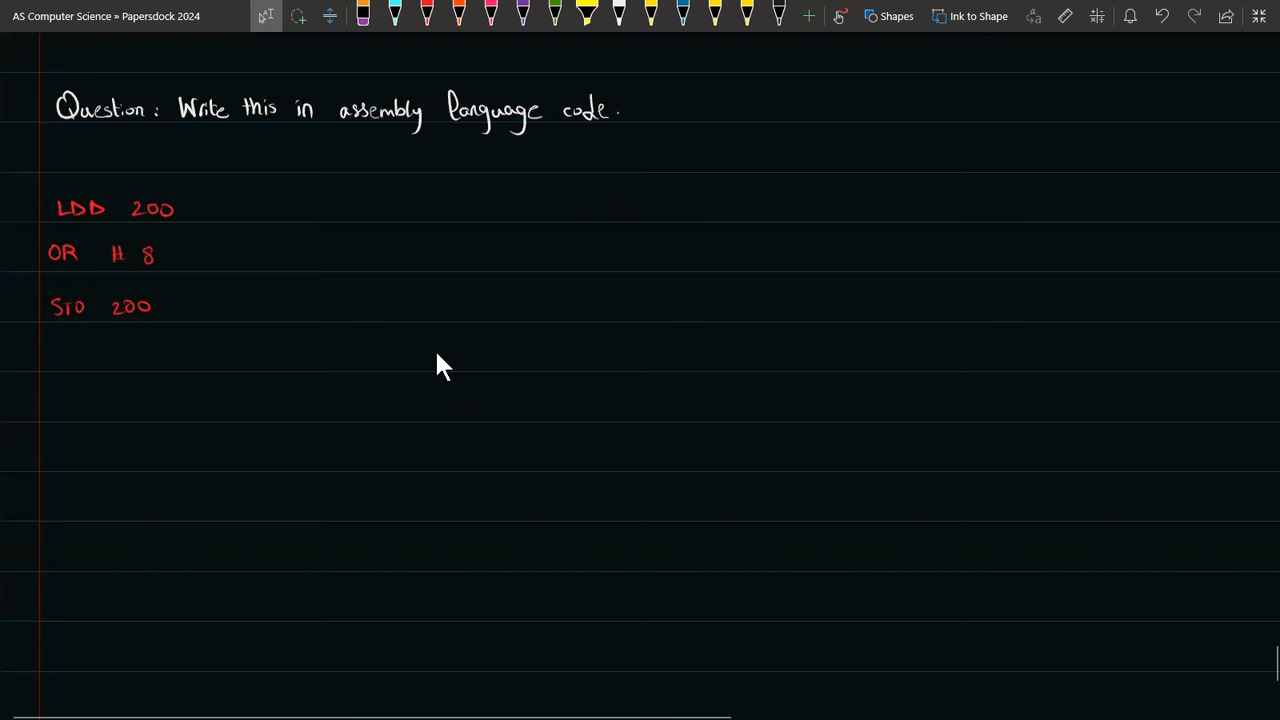 AS Computer Science » Papersdock 2024
Shapes
Ink to Shape
Question: Write this in assembly language code.
LDD 200
OR # 8
STO 200